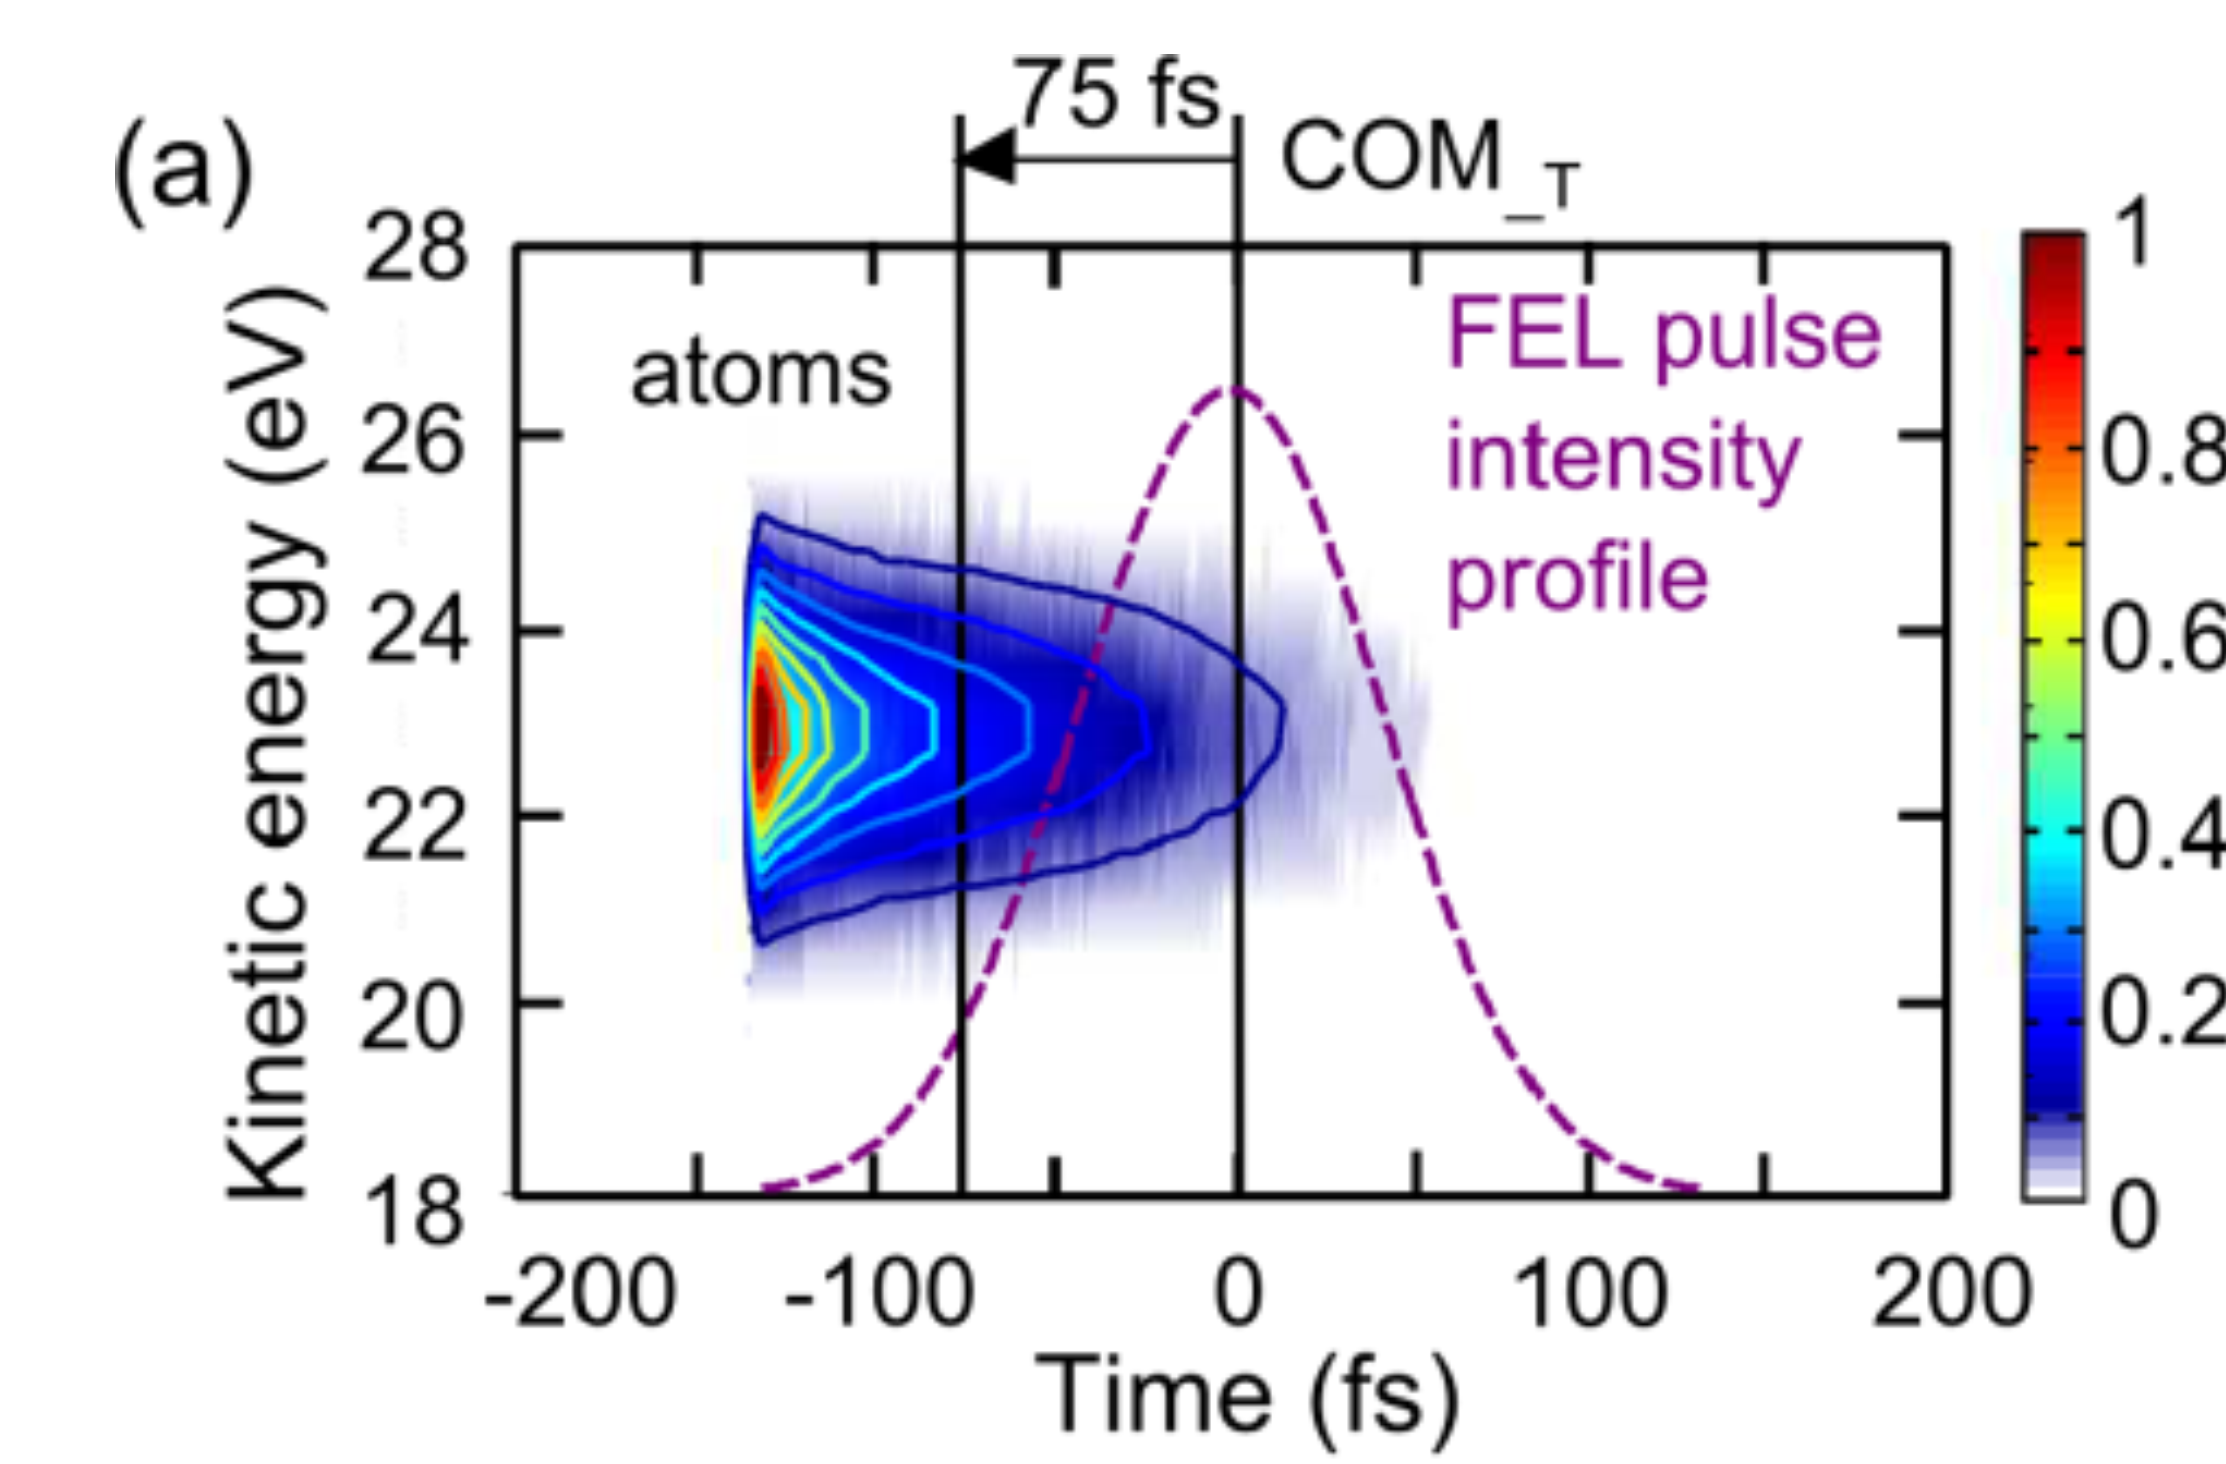 75 fs
(a)
COM_T
28
1
FEL pulse
atoms
26
intensity
0.8
profile
24
0.6
22
0.4
20
0.2
18
0
Kinetic energy (eV)
-200 -100 0 100 200
Time (fs)